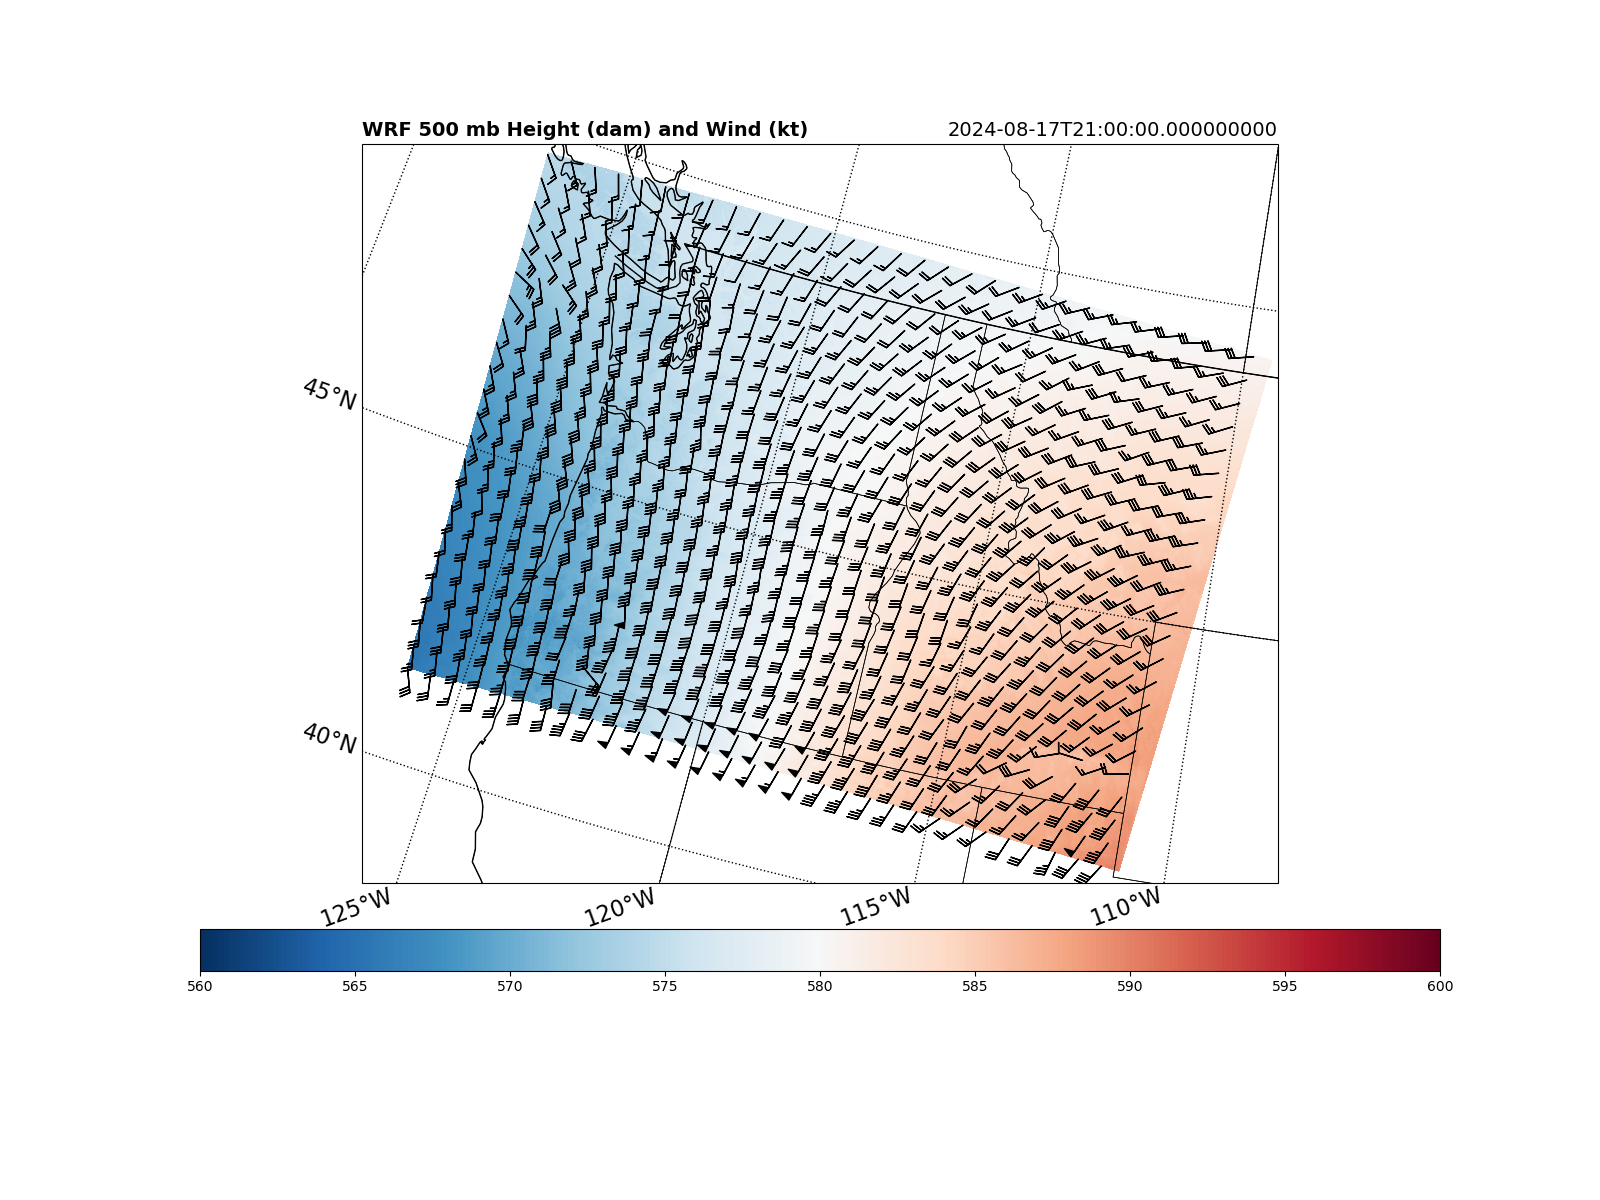 WRF 500 mb Height (dam) and Wind (kt) 2024-08-17T21:00:00.000000000
45°N
40°N
125°W 120°W 115°W 110°W
560 565 570 575 580 585 590 595 600